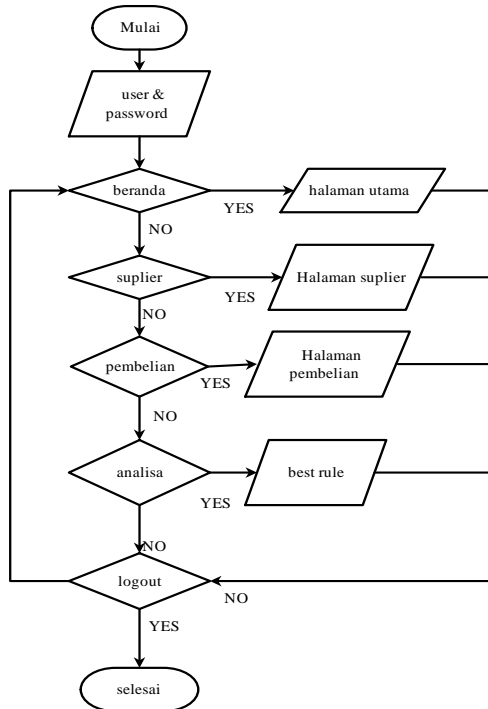 Mulai
user &
password
beranda
YES
halaman utama
NO
suplier
YES
Halaman suplier
NO
pembelian
YES
Halaman
pembelian
NO
analisa
YES
best rule
NO
logout
NO
YES
selesai